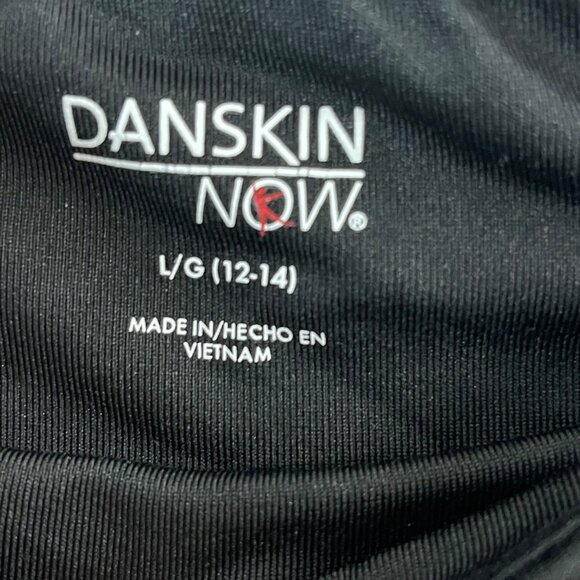 DANSKIN
NOW®
L/G (12-14)
MADE IN/HECHO EN
VIETNAM